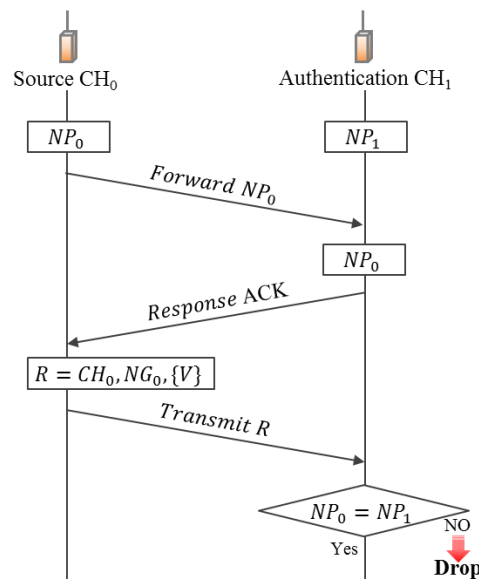 Source CH₀
Authentication CH₁
NP₀
NP₁
Forward NP₀
NP₀
Response ACK
R = CH₀, NG₀, {V}
Transmit R
NP₀ = NP₁
NO
Yes
Drop